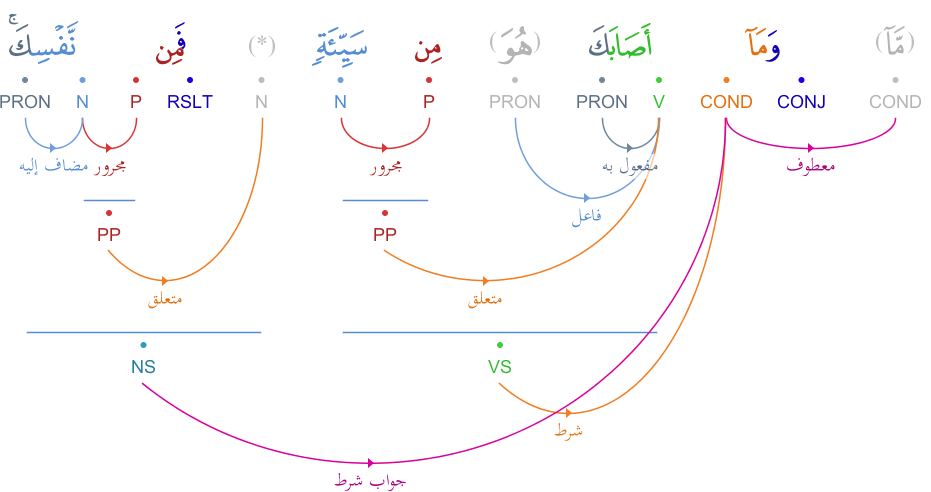 (مَّآ) وَمَآ أَصَابَكَ (هُوَ) مِن سَيِّئَةٍۢ (*) فَمِن نَّفْسِكَ ۚ
COND CONJ COND V PRON PRON P N N RSLT P N PRON
معطوف مفعول به مجرور مجرور مضاف إليه
فاعل
PP PP
متعلق متعلق
VS NS
شرط
جواب شرط